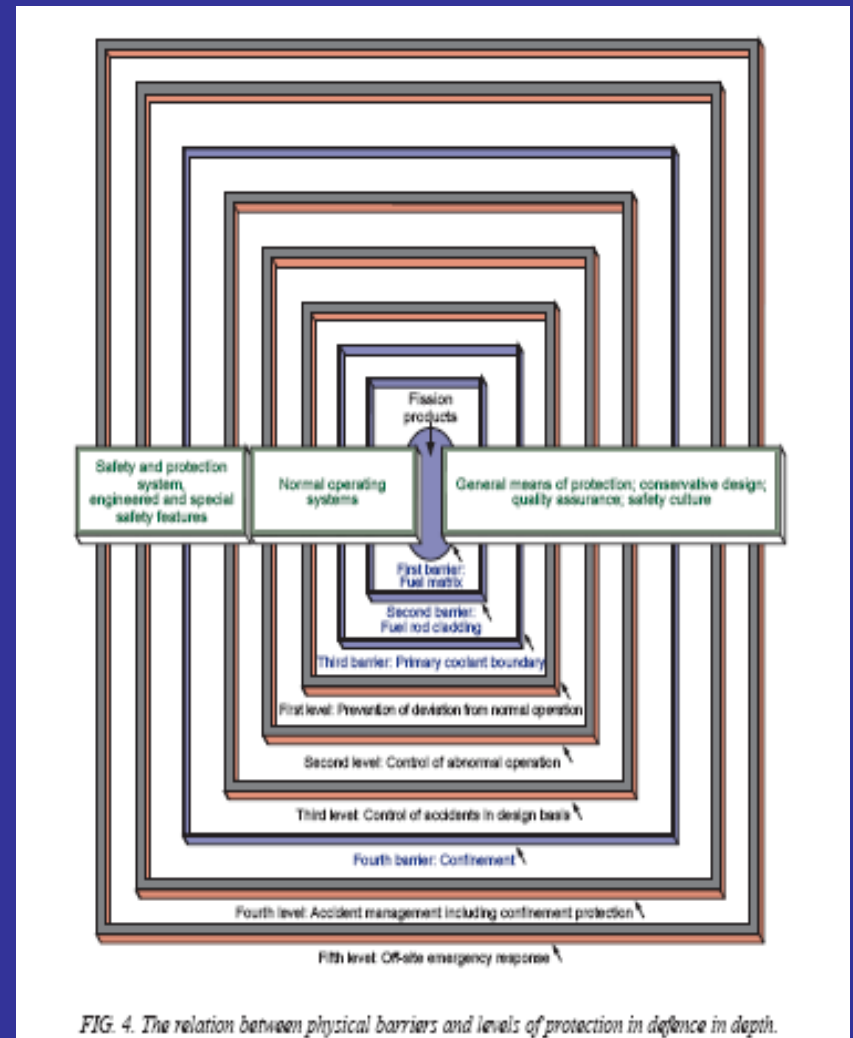 Fission
products
Safety and protection
system,
engineered and special
safety features
Normal operating
systems
General means of protection; conservative design;
quality assurance; safety culture
First barrier:
Fuel matrix
Second barrier:
Fuel rod cladding
Third barrier: Primary coolant boundary
First level: Prevention of deviation from normal operation
Second level: Control of abnormal operation
Third level: Control of accidents in design basis
Fourth barrier: Confinement
Fourth level: Accident management including confinement protection
Fifth level: Off-site emergency response
FIG. 4. The relation between physical barriers and levels of protection in defence in depth.